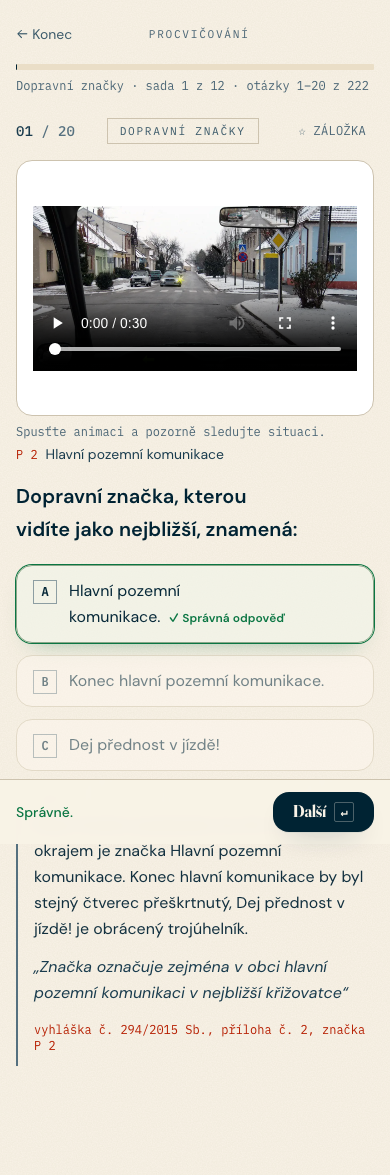 ← Konec
PROCVIČOVÁNÍ
Dopravní značky · sada 1 z 12 · otázky 1–20 z 222
01 / 20
DOPRAVNÍ ZNAČKY
☆ ZÁLOŽKA
0:00 / 0:30
Spusťte animaci a pozorně sledujte situaci.
P 2 Hlavní pozemní komunikace
Dopravní značka, kterou
vidíte jako nejbližší, znamená:
A Hlavní pozemní
komunikace. ✓ Správná odpověď
B Konec hlavní pozemní komunikace.
C Dej přednost v jízdě!
Správně.
Další ↵
okrajem je značka Hlavní pozemní
komunikace. Konec hlavní komunikace by byl
stejný čtverec přeškrtnutý, Dej přednost v
jízdě! je obrácený trojúhelník.
„Značka označuje zejména v obci hlavní
pozemní komunikaci v nejbližší křižovatce“
vyhláška č. 294/2015 Sb., příloha č. 2, značka
P 2